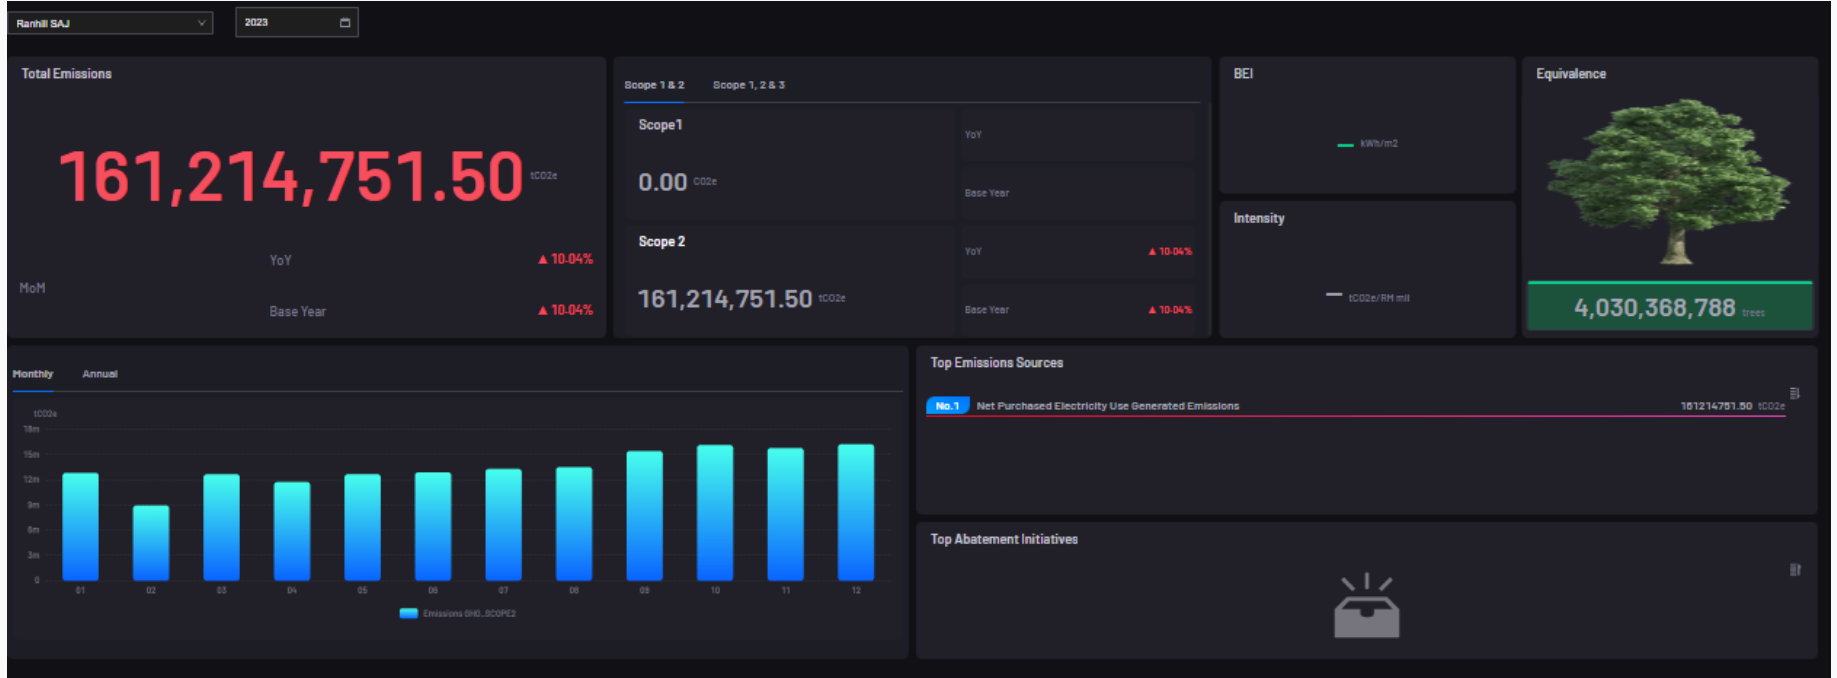 Ranhill SAJ
2023
Total Emissions
161,214,751.50 tCO2e
MoM
YoY
▲ 10.04%
Base Year
▲ 10.04%
Scope 1 & 2
Scope 1, 2 & 3
Scope 1
0.00 CO2e
YoY
Base Year
Scope 2
161,214,751.50 tCO2e
YoY
▲ 10.04%
Base Year
▲ 10.04%
BEI
kWh/m2
Intensity
tCO2e/RM mill
Equivalence
4,030,368,788 trees
Monthly
Annual
tCO2e
18m
15m
12m
9m
6m
3m
0
01 02 03 04 05 06 07 08 09 10 11 12
Emissions GHG_SCOPE2
Top Emissions Sources
No.1 Net Purchased Electricity Use Generated Emissions 161214751.50 tCO2e
Top Abatement Initiatives